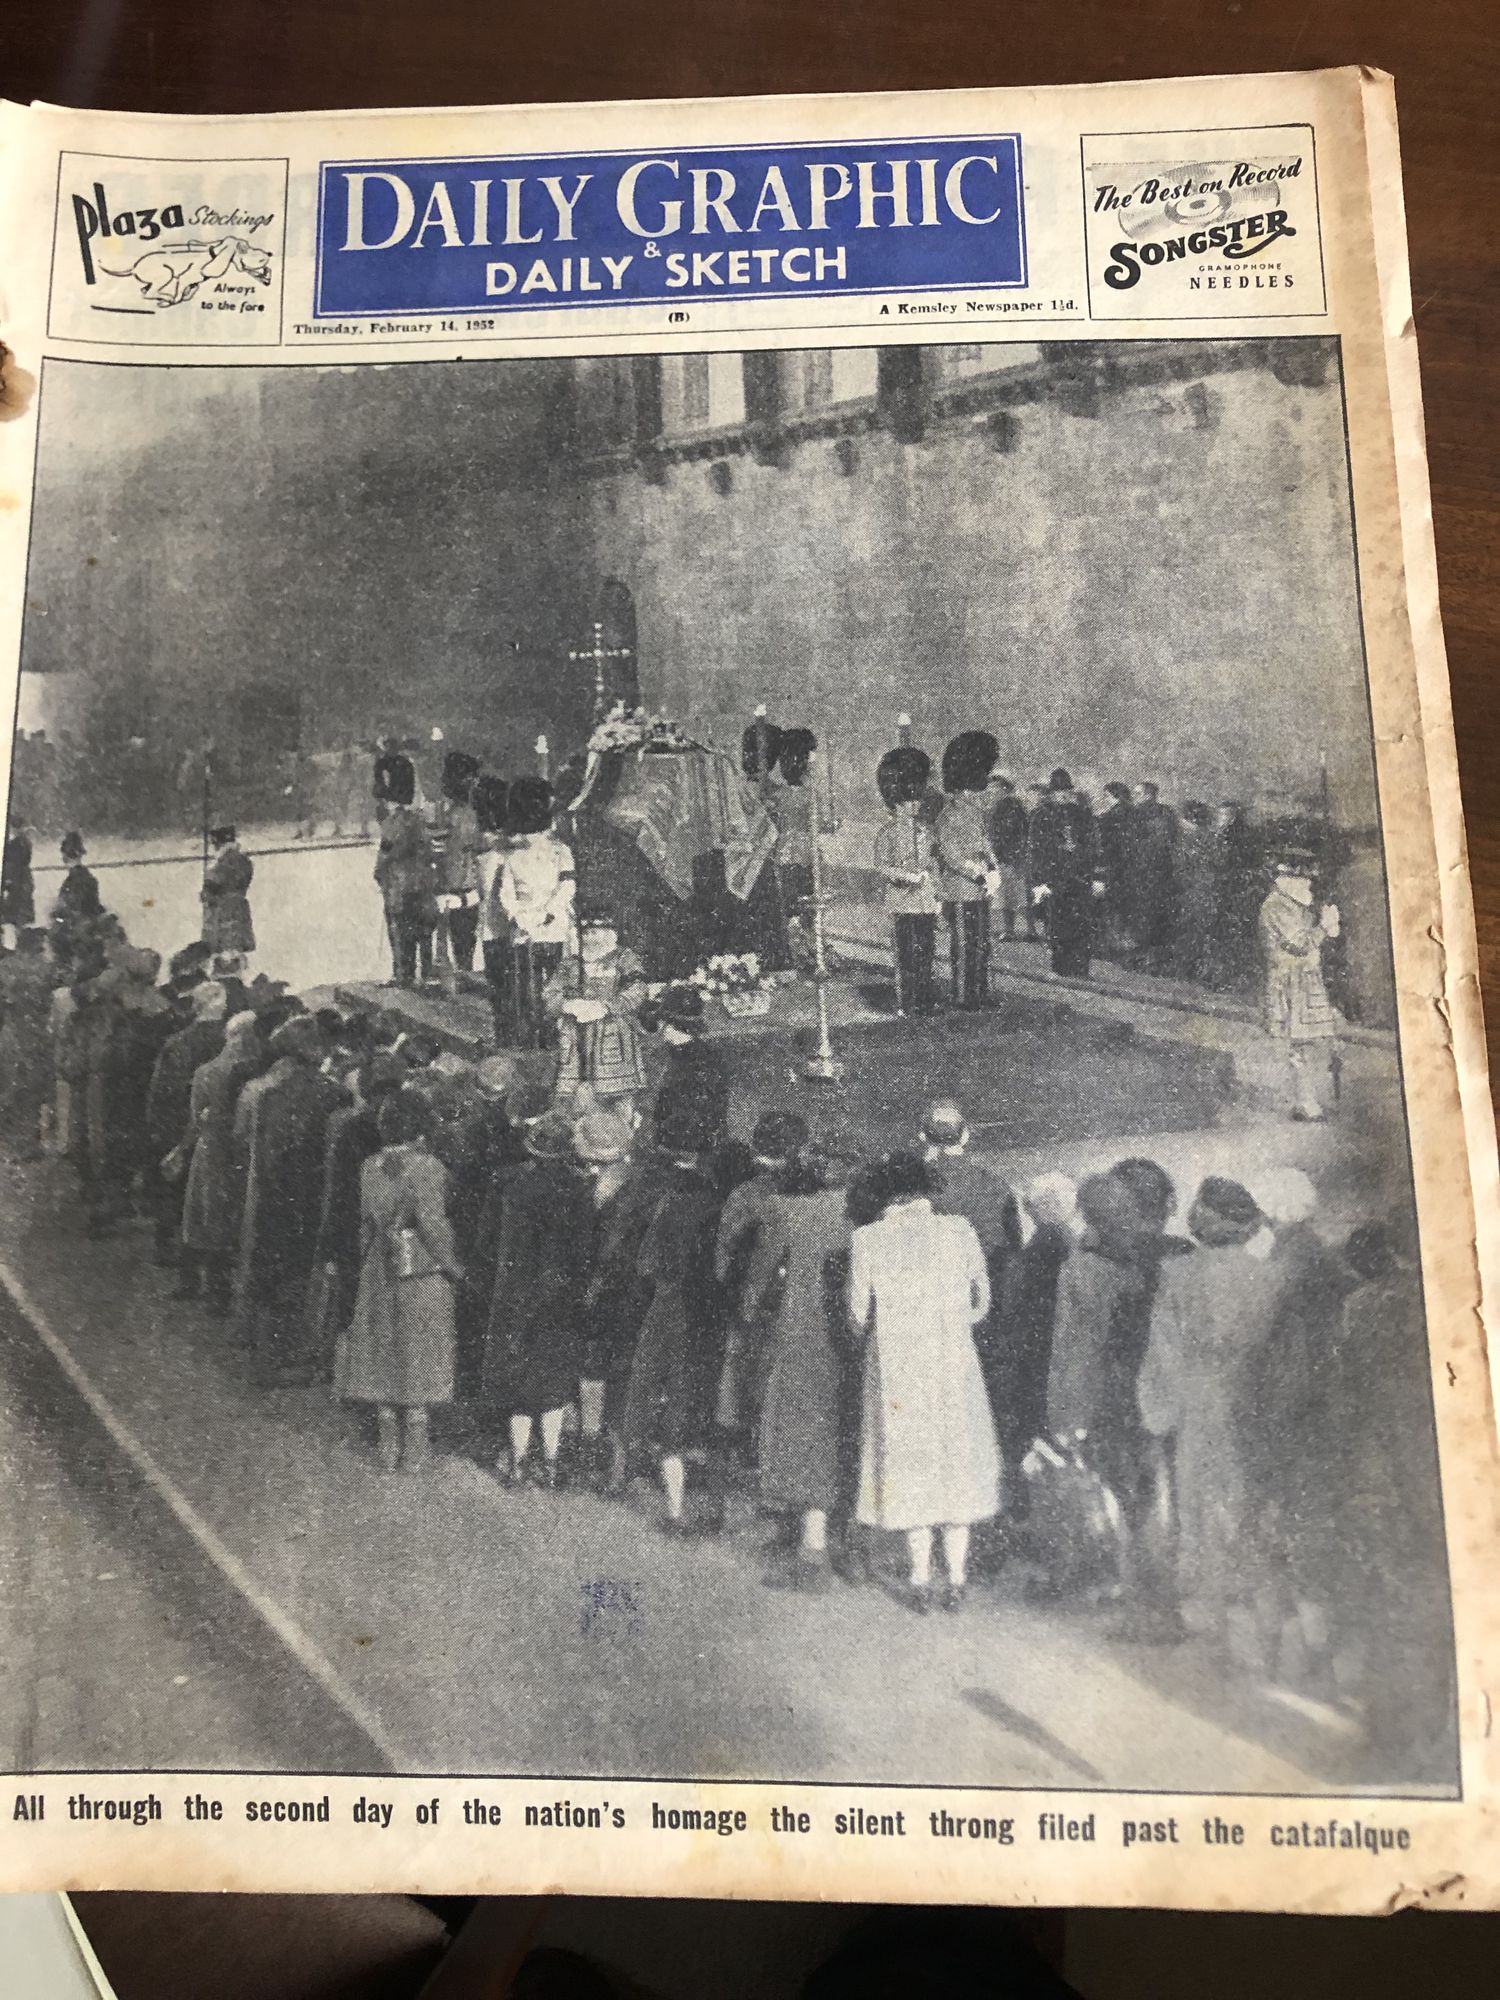 Plaza Stockings
Always
to the fore
DAILY GRAPHIC
& DAILY SKETCH
Thursday, February 14, 1952
(B)
A Kemsley Newspaper 1½d.
The Best on Record
SONGSTER
GRAMOPHONE
NEEDLES
All through the second day of the nation's homage the silent throng filed past the catafalque